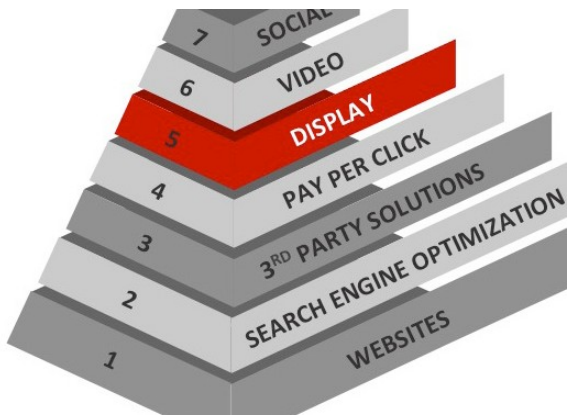 7 SOCIAL
6 VIDEO
5 DISPLAY
4 PAY PER CLICK
3 3RD PARTY SOLUTIONS
2 SEARCH ENGINE OPTIMIZATION
1 WEBSITES